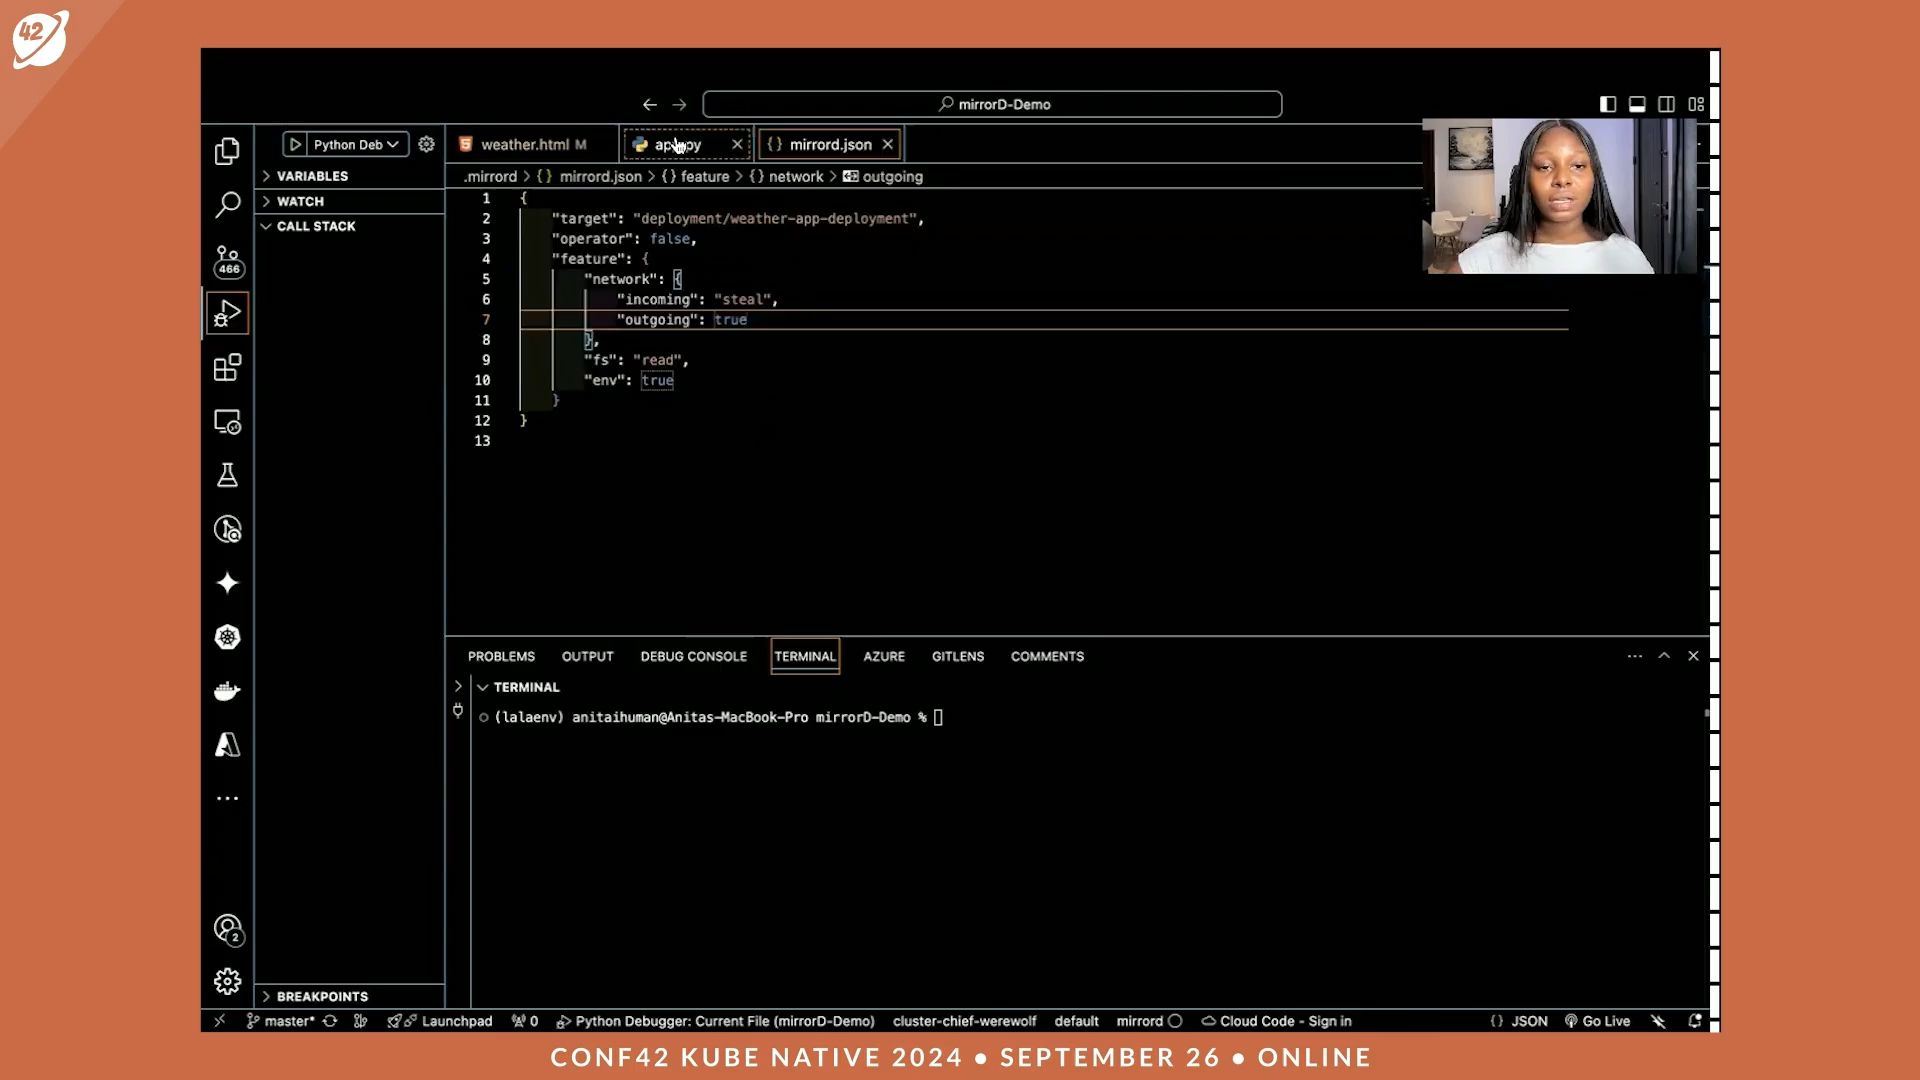 42
mirrorD-Demo
Python Deb
weather.html M
mirrord.json
VARIABLES
.mirrord > {} mirrord.json > {} feature > {} network > outgoing
WATCH
CALL STACK
1 {
2 "target": "deployment/weather-app-deployment",
3 "operator": false,
4 "feature": {
5 "network": {
6 "incoming": "steal",
7 "outgoing": true
8 },
9 "fs": "read",
10 "env": true
11 }
12 }
13
466
PROBLEMS OUTPUT DEBUG CONSOLE TERMINAL AZURE GITLENS COMMENTS
TERMINAL
(lalaenv) anitaihuman@Anitas-MacBook-Pro mirrorD-Demo %
2
BREAKPOINTS
master* Launchpad 0 Python Debugger: Current File (mirrorD-Demo) cluster-chief-werewolf default mirrord Cloud Code - Sign in {} JSON Go Live
CONF42 KUBE NATIVE 2024 ● SEPTEMBER 26 ● ONLINE